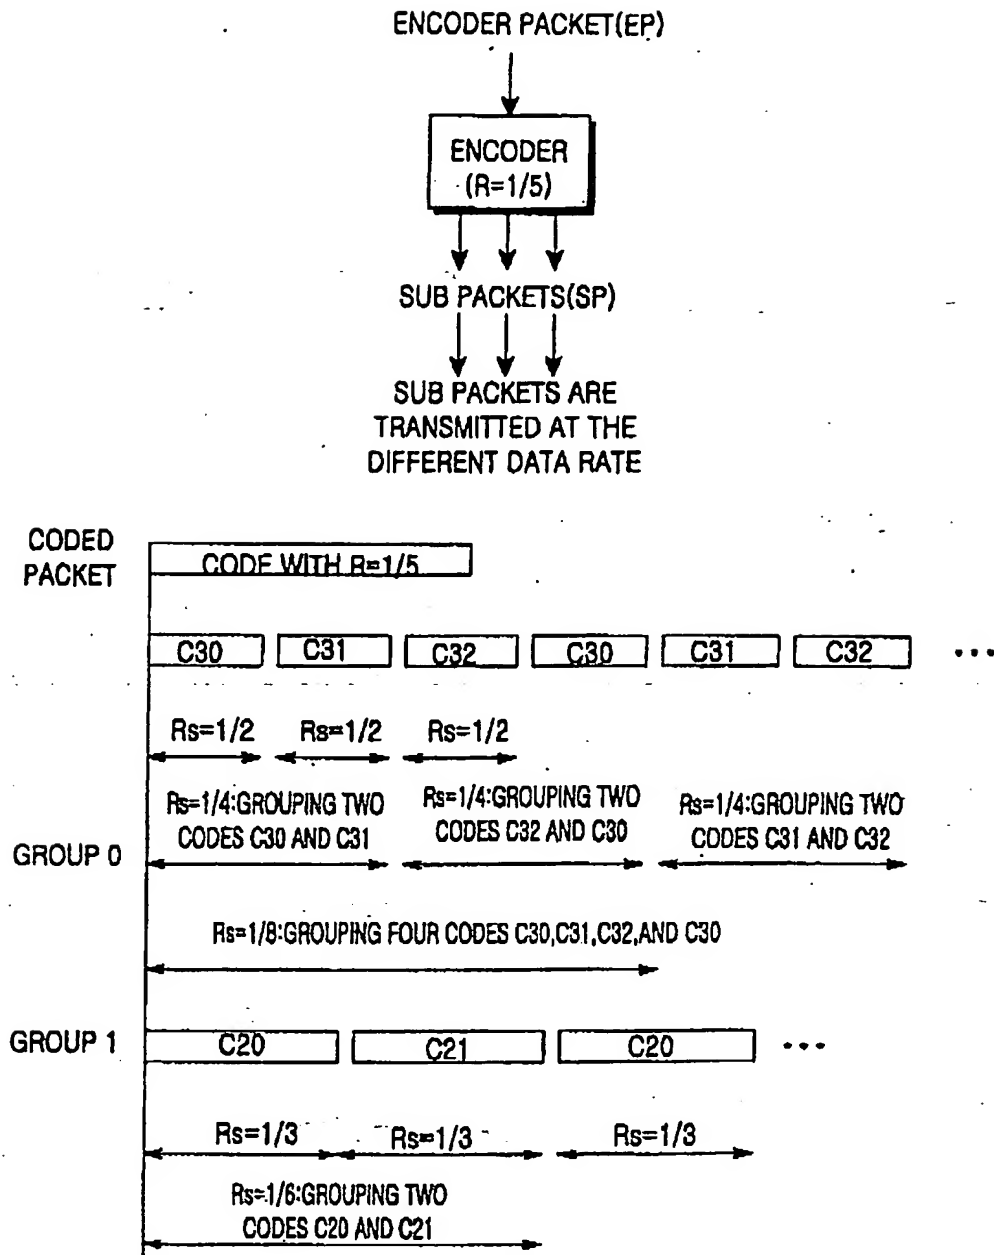 ENCODER PACKET(EP)
ENCODER
(R=1/5)
SUB PACKETS(SP)
SUB PACKETS ARE
TRANSMITTED AT THE
DIFFERENT DATA RATE
CODED
PACKET
CODE WITH R=1/5
C30 C31 C32 C30 C31 C32 •••
Rs=1/2 Rs=1/2 Rs=1/2
GROUP 0
Rs=1/4:GROUPING TWO
CODES C30 AND C31
Rs=1/4:GROUPING TWO
CODES C32 AND C30
Rs=1/4:GROUPING TWO
CODES C31 AND C32
Rs=1/8:GROUPING FOUR CODES C30,C31,C32,AND C30
GROUP 1
C20 C21 C20 •••
Rs=1/3 Rs=1/3 Rs=1/3
Rs=1/6:GROUPING TWO
CODES C20 AND C21